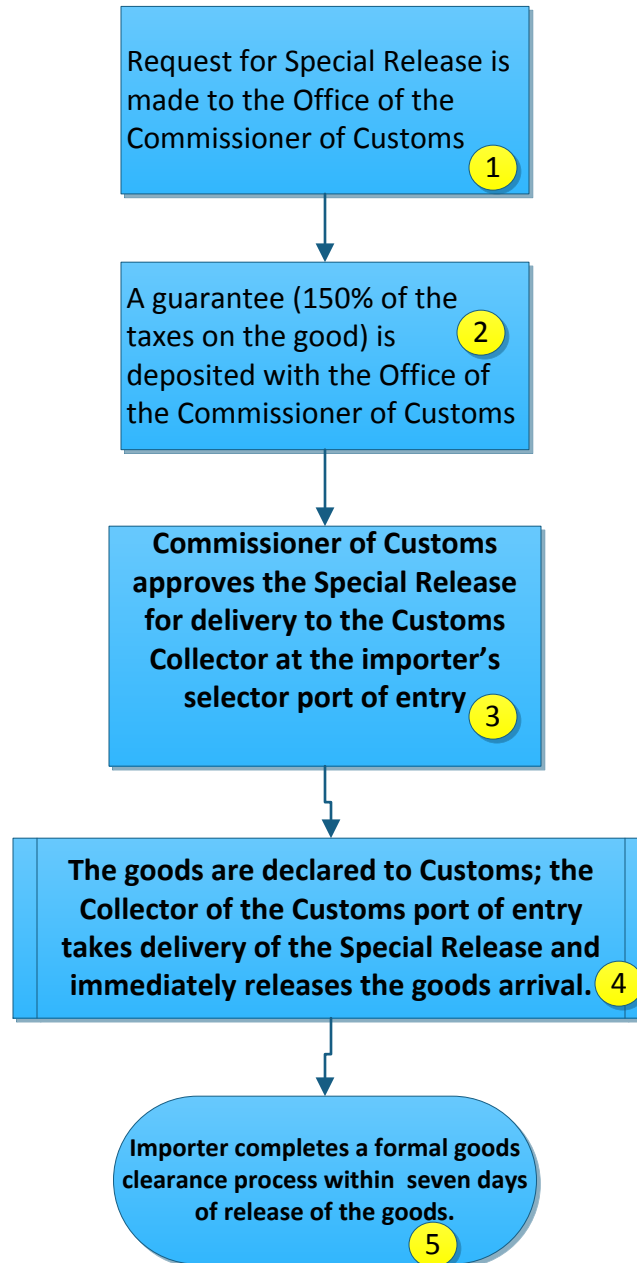 Request for Special Release is
made to the Office of the
Commissioner of Customs
1
A guarantee (150% of the
taxes on the good) is
2
deposited with the Office of
the Commissioner of Customs
Commissioner of Customs
approves the Special Release
for delivery to the Customs
Collector at the importer’s
selector port of entry
3
The goods are declared to Customs; the
Collector of the Customs port of entry
takes delivery of the Special Release and
immediately releases the goods arrival.
4
Importer completes a formal goods
clearance process within seven days
of release of the goods.
5